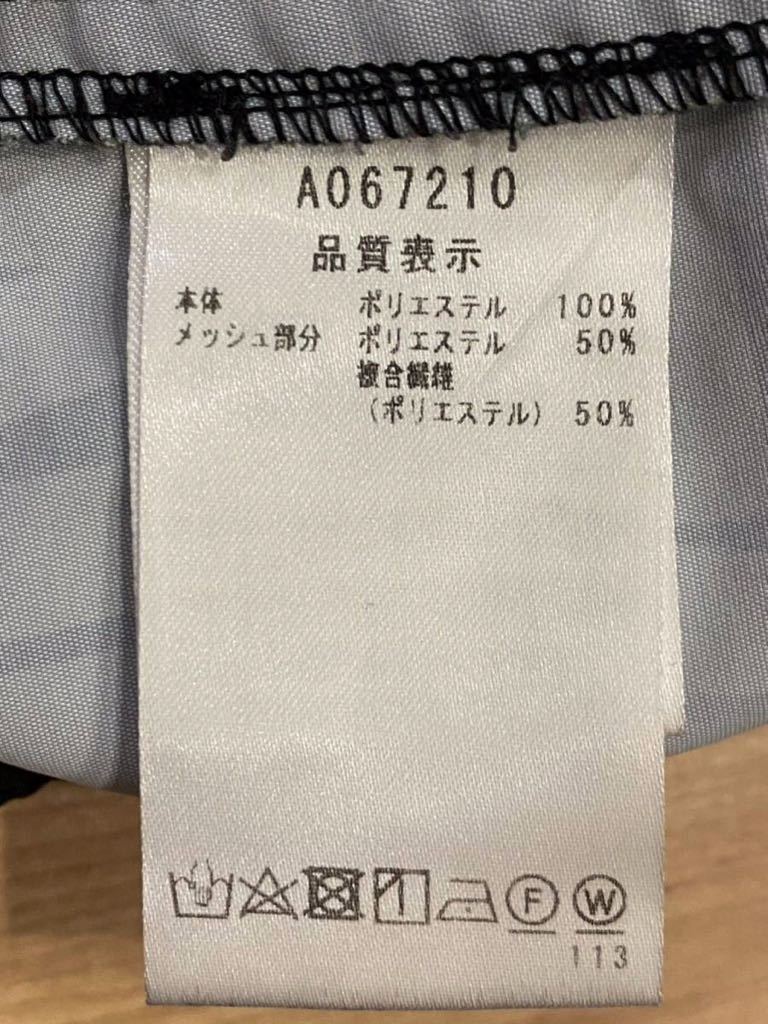 A067210
品質表示
本体 ポリエステル 100%
メッシュ部分 ポリエステル 50%
複合繊維
(ポリエステル) 50%
F W
113